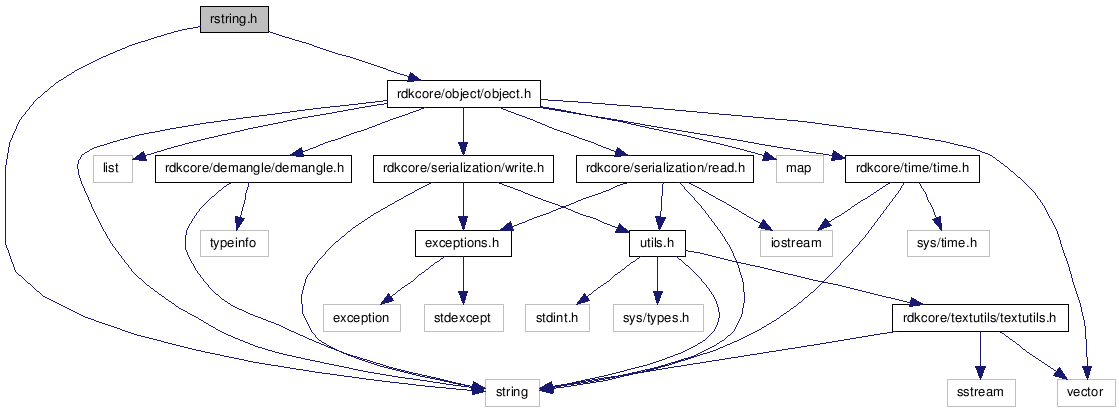 rstring.h
rdkcore/object/object.h
list
rdkcore/demangle/demangle.h
rdkcore/serialization/write.h
rdkcore/serialization/read.h
map
rdkcore/time/time.h
typeinfo
exceptions.h
utils.h
iostream
sys/time.h
exception
stdexcept
stdint.h
sys/types.h
rdkcore/textutils/textutils.h
string
sstream
vector